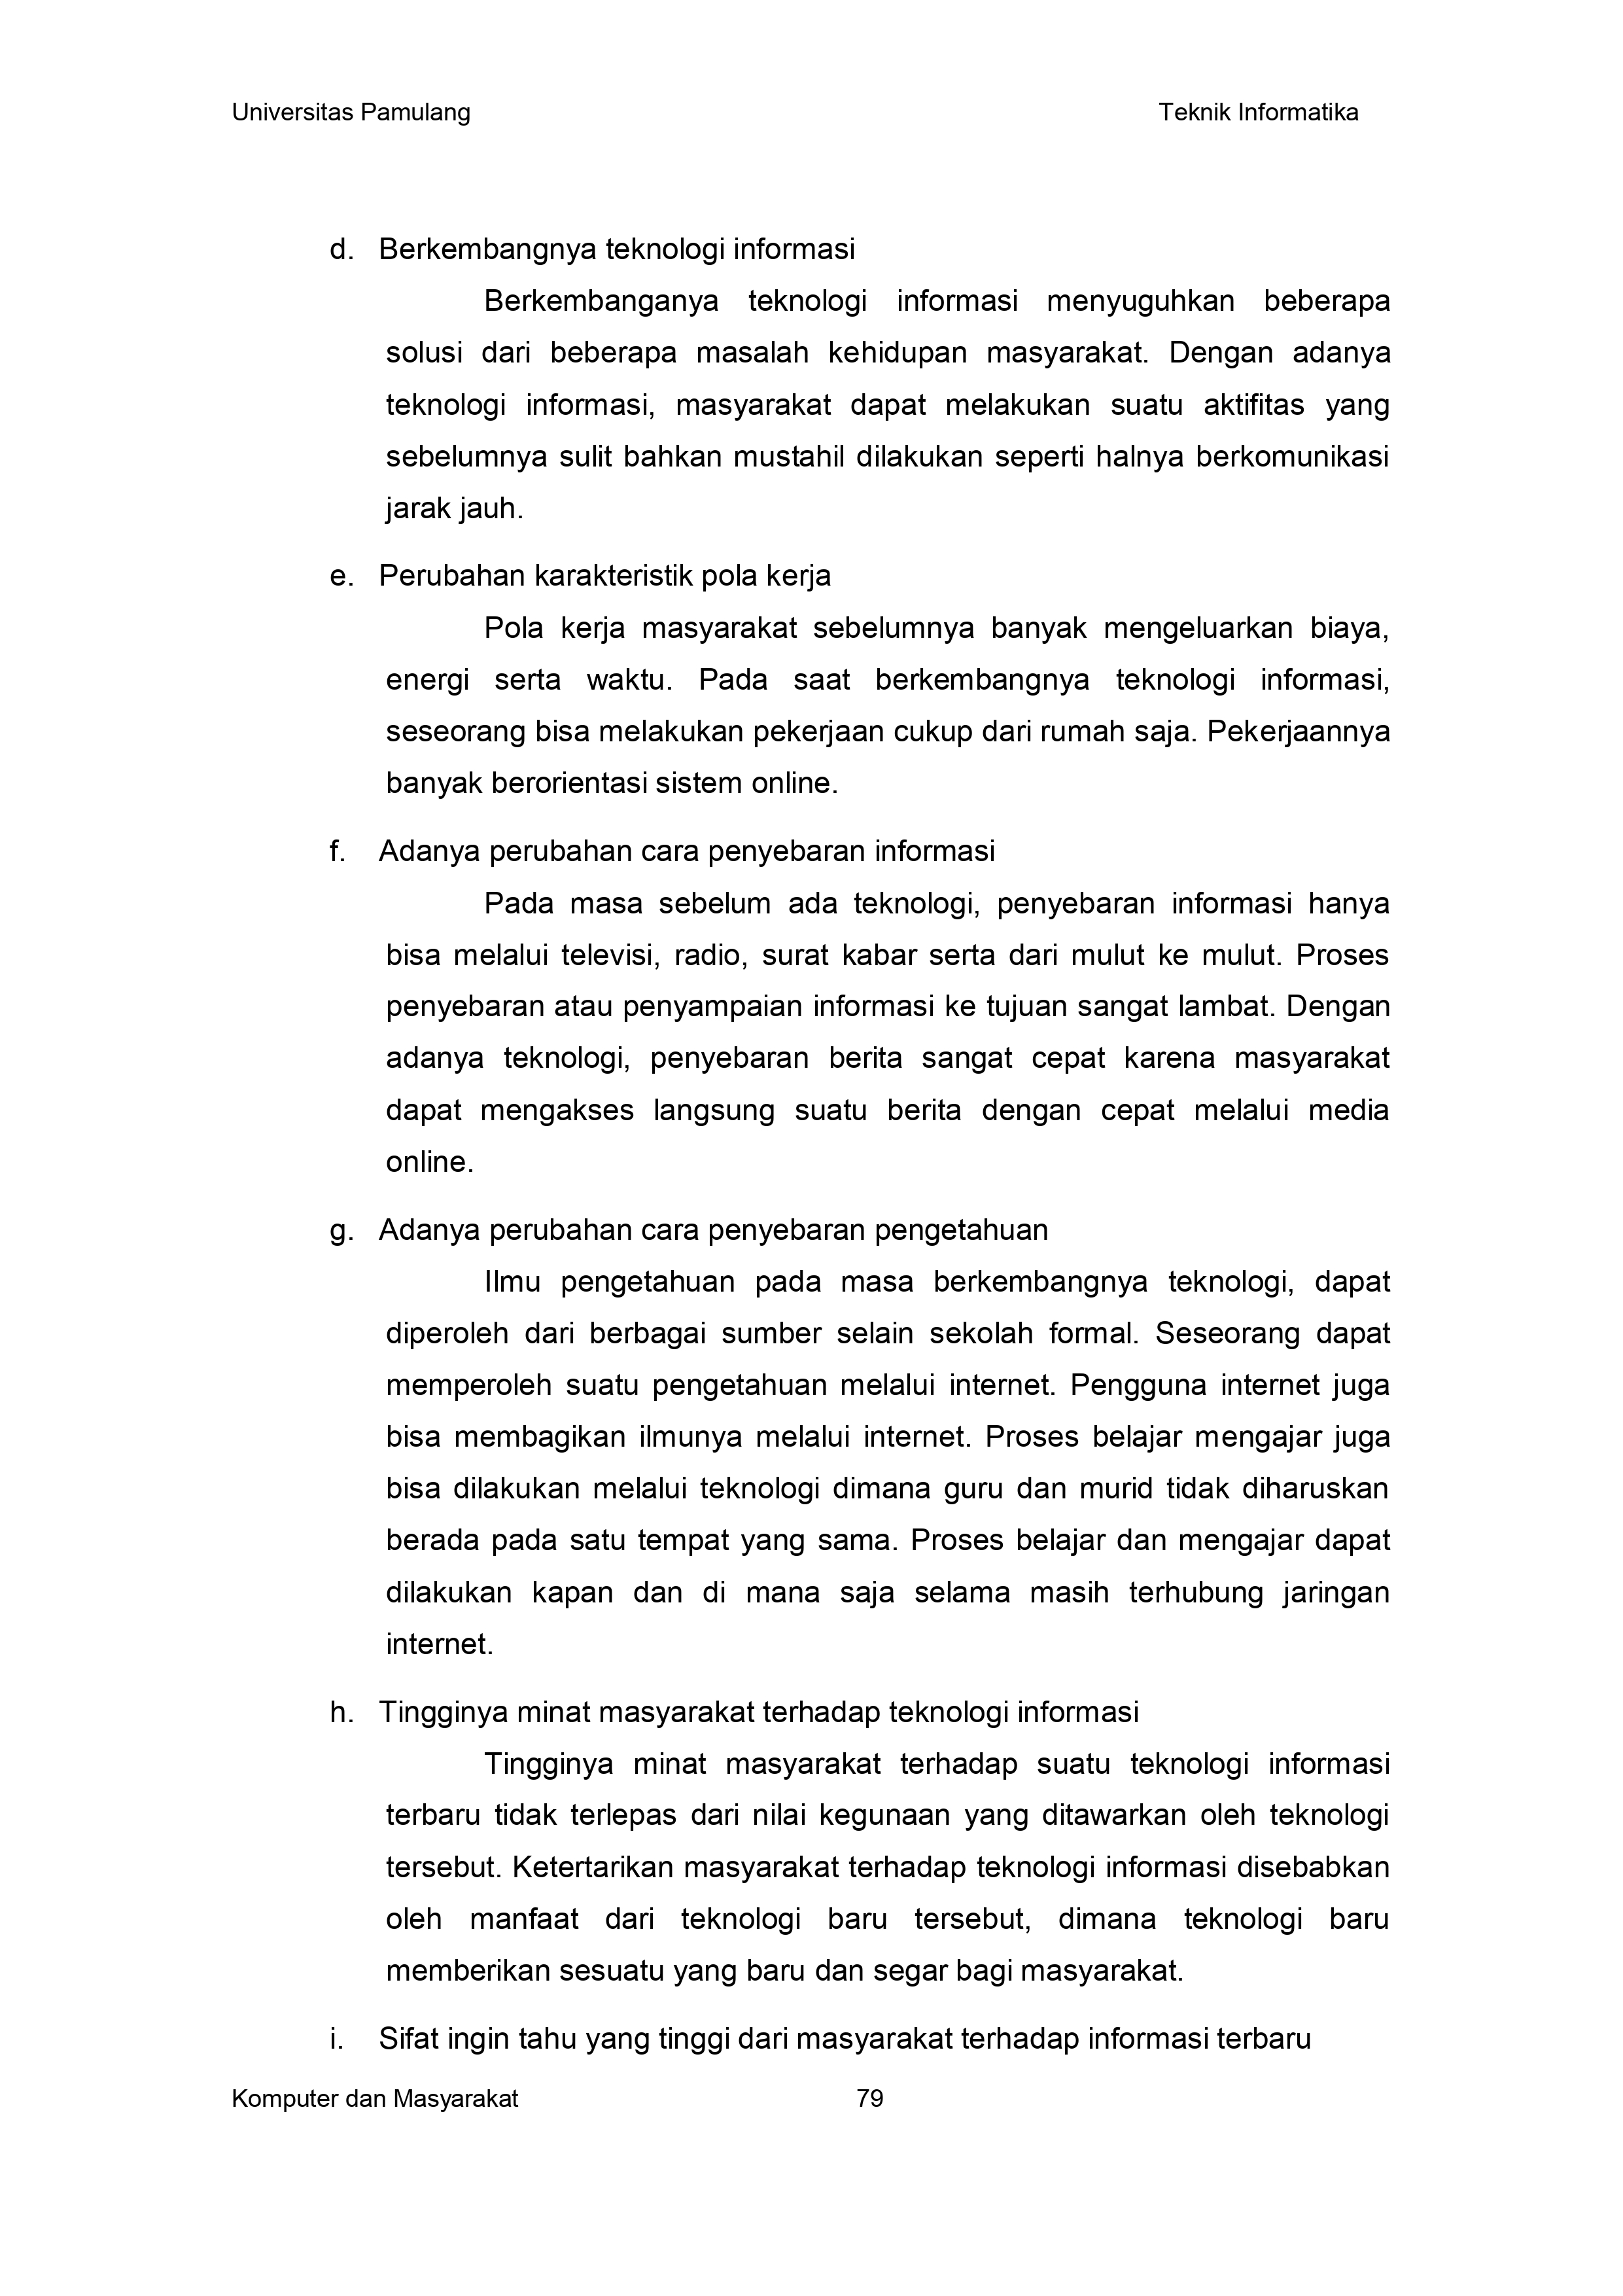 Universitas Pamulang Teknik Informatika
d. Berkembangnya teknologi informasi
Berkembanganya teknologi informasi menyuguhkan beberapa
solusi dari beberapa masalah kehidupan masyarakat. Dengan adanya
teknologi informasi, masyarakat dapat melakukan suatu aktifitas yang
sebelumnya sulit bahkan mustahil dilakukan seperti halnya berkomunikasi
jarak jauh.
e. Perubahan karakteristik pola kerja
Pola kerja masyarakat sebelumnya banyak mengeluarkan biaya,
energi serta waktu. Pada saat berkembangnya teknologi informasi,
seseorang bisa melakukan pekerjaan cukup dari rumah saja. Pekerjaannya
banyak berorientasi sistem online.
f. Adanya perubahan cara penyebaran informasi
Pada masa sebelum ada teknologi, penyebaran informasi hanya
bisa melalui televisi, radio, surat kabar serta dari mulut ke mulut. Proses
penyebaran atau penyampaian informasi ke tujuan sangat lambat. Dengan
adanya teknologi, penyebaran berita sangat cepat karena masyarakat
dapat mengakses langsung suatu berita dengan cepat melalui media
online.
g. Adanya perubahan cara penyebaran pengetahuan
Ilmu pengetahuan pada masa berkembangnya teknologi, dapat
diperoleh dari berbagai sumber selain sekolah formal. Seseorang dapat
memperoleh suatu pengetahuan melalui internet. Pengguna internet juga
bisa membagikan ilmunya melalui internet. Proses belajar mengajar juga
bisa dilakukan melalui teknologi dimana guru dan murid tidak diharuskan
berada pada satu tempat yang sama. Proses belajar dan mengajar dapat
dilakukan kapan dan di mana saja selama masih terhubung jaringan
internet.
h. Tingginya minat masyarakat terhadap teknologi informasi
Tingginya minat masyarakat terhadap suatu teknologi informasi
terbaru tidak terlepas dari nilai kegunaan yang ditawarkan oleh teknologi
tersebut. Ketertarikan masyarakat terhadap teknologi informasi disebabkan
oleh manfaat dari teknologi baru tersebut, dimana teknologi baru
memberikan sesuatu yang baru dan segar bagi masyarakat.
i. Sifat ingin tahu yang tinggi dari masyarakat terhadap informasi terbaru
Komputer dan Masyarakat 79